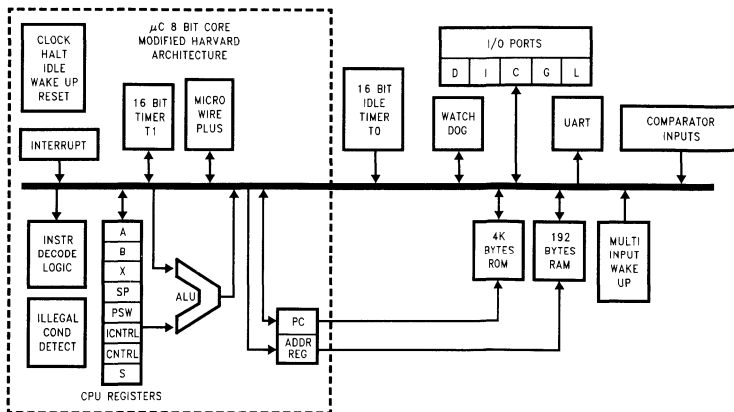 CLOCK
HALT
IDLE
WAKE UP
RESET
μC 8 BIT CORE
MODIFIED HARVARD
ARCHITECTURE
16 BIT
TIMER
T1
MICRO
WIRE
PLUS
INTERRUPT
16 BIT
IDLE
TIMER
T0
WATCH
DOG
I/O PORTS
D I C G L
UART
COMPARATOR
INPUTS
INSTR
DECODE
LOGIC
ILLEGAL
COND
DETECT
A
B
X
SP
PSW
ICNTRL
CNTRL
S
CPU REGISTERS
ALU
PC
ADDR
REG
4K
BYTES
ROM
192
BYTES
RAM
MULTI
INPUT
WAKE
UP